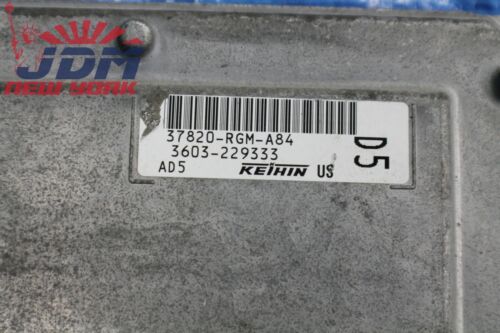 JDM
NEW YORK
37820-RGM-A84
3603-229333
AD5 KEIHIN US
D5